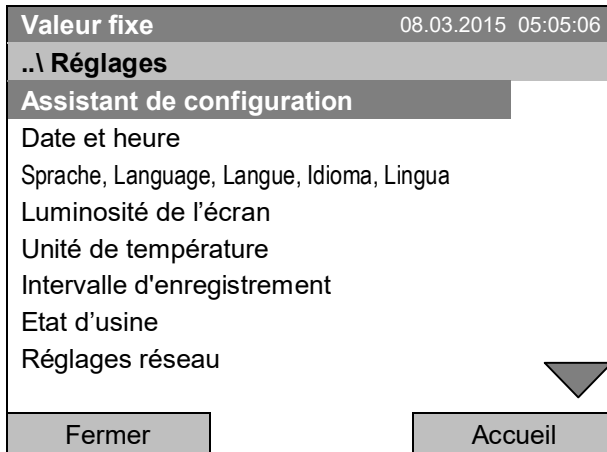 Valeur fixe 08.03.2015 05:05:06
..\ Réglages
Assistant de configuration
Date et heure
Sprache, Language, Langue, Idioma, Lingua
Luminosité de l’écran
Unité de température
Intervalle d'enregistrement
Etat d’usine
Réglages réseau
Fermer Accueil